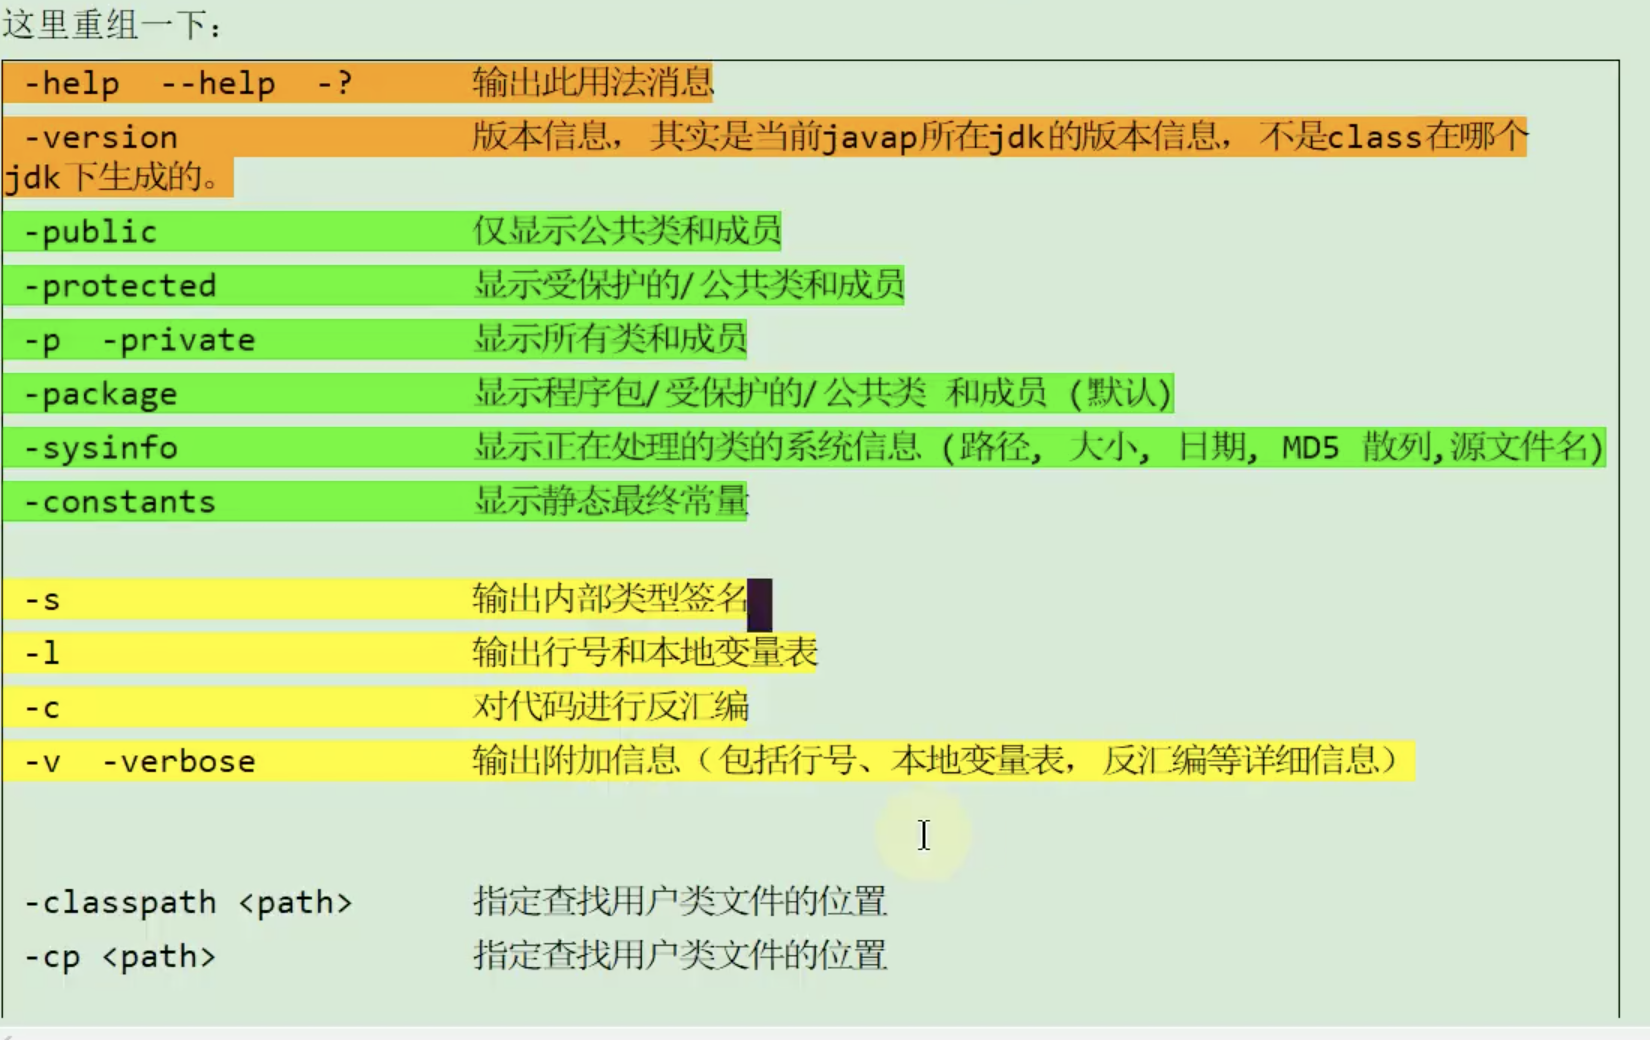 这里重组一下：
-help --help -? 输出此用法消息
-version 版本信息，其实是当前javap所在jdk的版本信息，不是class在哪个
jdk下生成的。
-public 仅显示公共类和成员
-protected 显示受保护的/公共类和成员
-p -private 显示所有类和成员
-package 显示程序包/受保护的/公共类 和成员 (默认)
-sysinfo 显示正在处理的类的系统信息 (路径, 大小, 日期, MD5 散列,源文件名)
-constants 显示静态最终常量
-s 输出内部类型签名
-l 输出行号和本地变量表
-c 对代码进行反汇编
-v -verbose 输出附加信息（包括行号、本地变量表，反汇编等详细信息）
-classpath <path> 指定查找用户类文件的位置
-cp <path> 指定查找用户类文件的位置